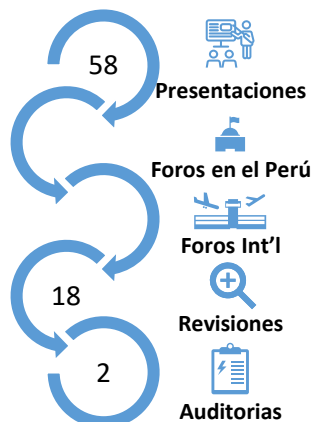 58
Presentaciones
Foros en el Perú
Foros Int’l
18
Revisiones
2
Auditorias